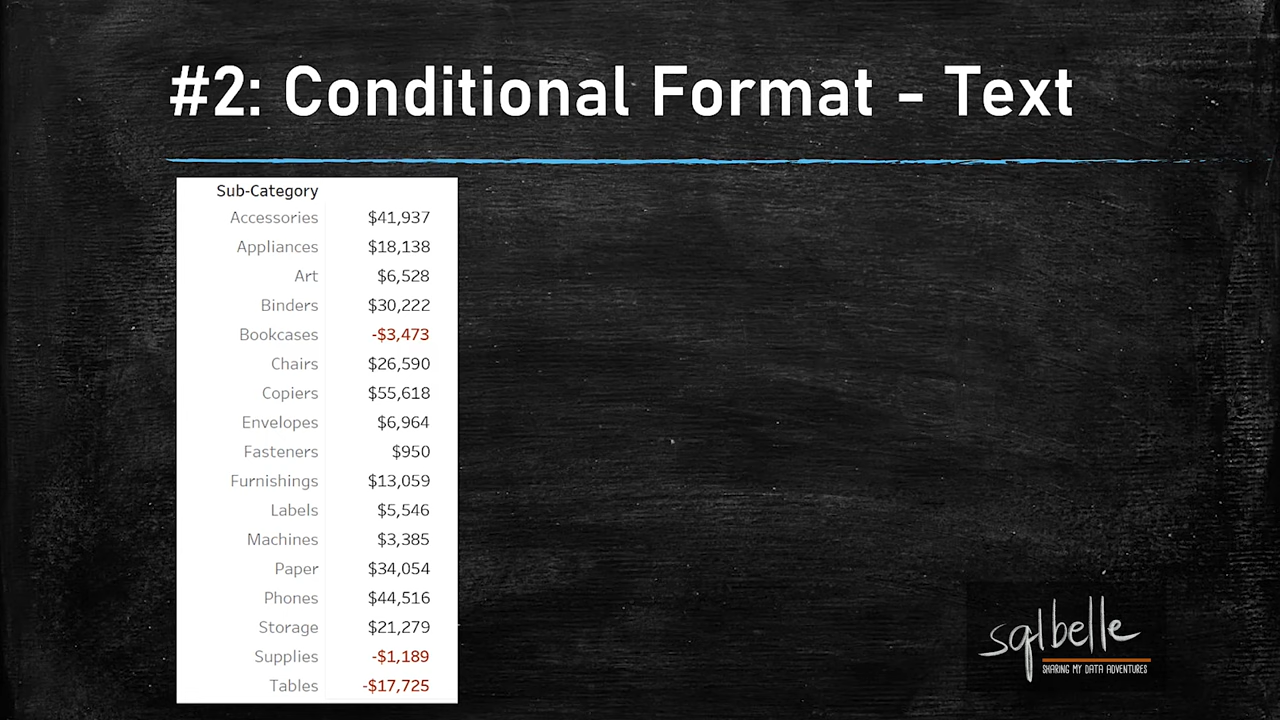 #2: Conditional Format - Text
Sub-Category
Accessories $41,937
Appliances $18,138
Art $6,528
Binders $30,222
Bookcases -$3,473
Chairs $26,590
Copiers $55,618
Envelopes $6,964
Fasteners $950
Furnishings $13,059
Labels $5,546
Machines $3,385
Paper $34,054
Phones $44,516
Storage $21,279
Supplies -$1,189
Tables -$17,725
sqlbelle
SHARING MY DATA ADVENTURES